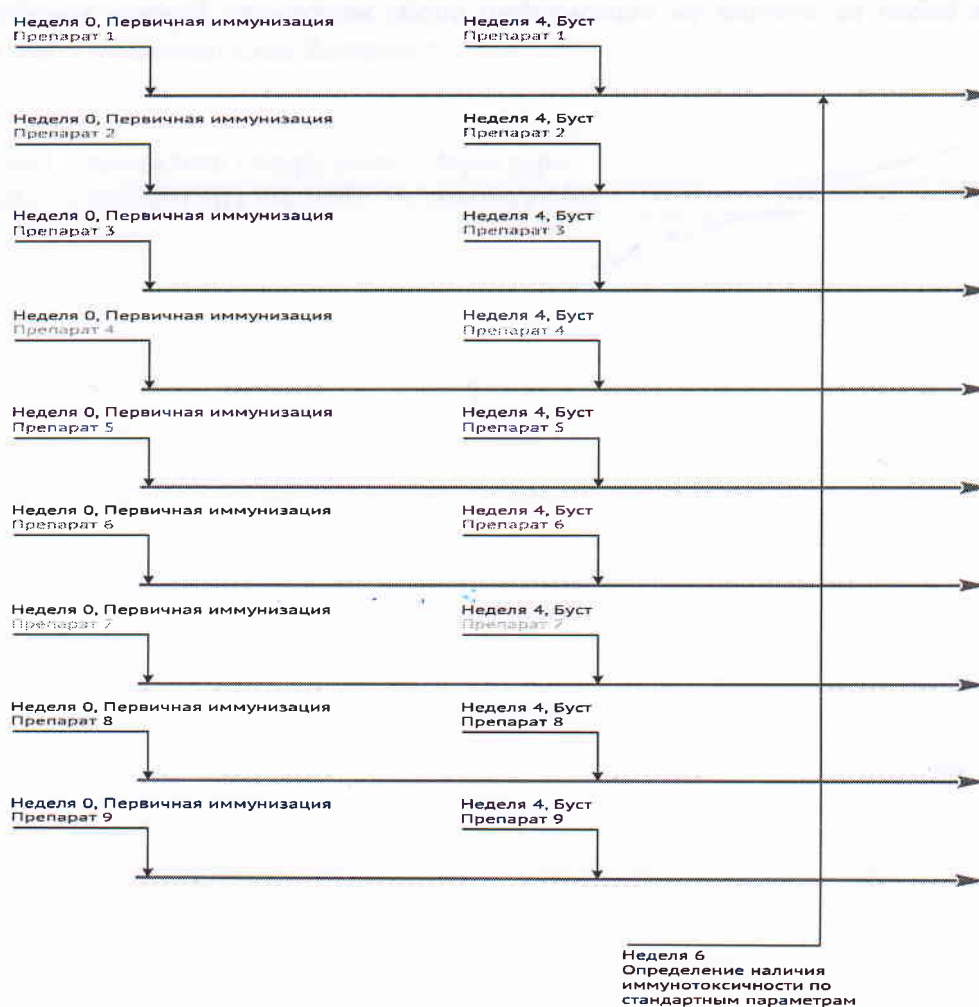 Неделя 0, Первичная иммунизация
Препарат 1
Неделя 4, Буст
Препарат 1
Неделя 0, Первичная иммунизация
Препарат 2
Неделя 4, Буст
Препарат 2
Неделя 0, Первичная иммунизация
Препарат 3
Неделя 4, Буст
Препарат 3
Неделя 0, Первичная иммунизация
Препарат 4
Неделя 4, Буст
Препарат 4
Неделя 0, Первичная иммунизация
Препарат 5
Неделя 4, Буст
Препарат 5
Неделя 0, Первичная иммунизация
Препарат 6
Неделя 4, Буст
Препарат 6
Неделя 0, Первичная иммунизация
Препарат 7
Неделя 4, Буст
Препарат 7
Неделя 0, Первичная иммунизация
Препарат 8
Неделя 4, Буст
Препарат 8
Неделя 0, Первичная иммунизация
Препарат 9
Неделя 4, Буст
Препарат 9
Неделя 6
Определение наличия
иммунотоксичности по
стандартным параметрам